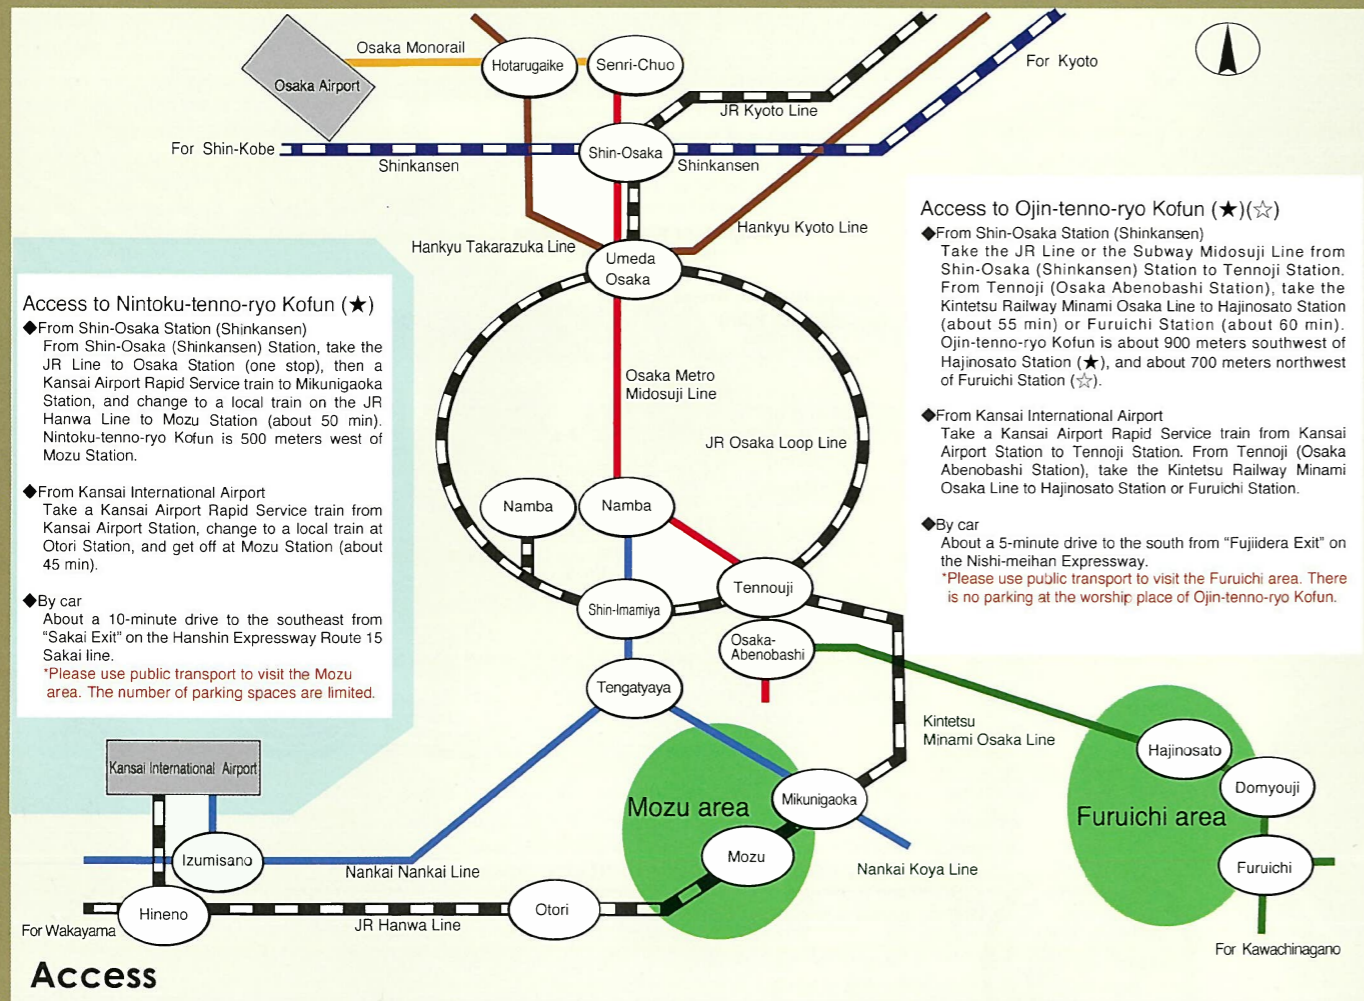 Osaka Monorail
Osaka Airport
Hotarugaike
Senri-Chuo
For Kyoto
JR Kyoto Line
For Shin-Kobe
Shinkansen
Shin-Osaka
Shinkansen
Hankyu Takarazuka Line
Hankyu Kyoto Line
Umeda
Osaka
Access to Nintoku-tenno-ryo Kofun (★)
◆From Shin-Osaka Station (Shinkansen)
From Shin-Osaka (Shinkansen) Station, take the
JR Line to Osaka Station (one stop), then a
Kansai Airport Rapid Service train to Mikunigaoka
Station, and change to a local train on the JR
Hanwa Line to Mozu Station (about 50 min).
Nintoku-tenno-ryo Kofun is 500 meters west of
Mozu Station.
◆From Kansai International Airport
Take a Kansai Airport Rapid Service train from
Kansai Airport Station, change to a local train at
Otori Station, and get off at Mozu Station (about
45 min).
◆By car
About a 10-minute drive to the southeast from
“Sakai Exit” on the Hanshin Expressway Route 15
Sakai line.
*Please use public transport to visit the Mozu
area. The number of parking spaces are limited.
Access to Ojin-tenno-ryo Kofun (★)(☆)
◆From Shin-Osaka Station (Shinkansen)
Take the JR Line or the Subway Midosuji Line from
Shin-Osaka (Shinkansen) Station to Tennoji Station.
From Tennoji (Osaka Abenobashi Station), take the
Kintetsu Railway Minami Osaka Line to Hajinosato Station
(about 55 min) or Furuichi Station (about 60 min).
Ojin-tenno-ryo Kofun is about 900 meters southwest of
Hajinosato Station (★), and about 700 meters northwest
of Furuichi Station (☆).
◆From Kansai International Airport
Take a Kansai Airport Rapid Service train from Kansai
Airport Station to Tennoji Station. From Tennoji (Osaka
Abenobashi Station), take the Kintetsu Railway Minami
Osaka Line to Hajinosato Station or Furuichi Station.
◆By car
About a 5-minute drive to the south from “Fujiidera Exit” on
the Nishi-meihan Expressway.
*Please use public transport to visit the Furuichi area. There
is no parking at the worship place of Ojin-tenno-ryo Kofun.
Osaka Metro
Midosuji Line
JR Osaka Loop Line
Namba
Namba
Tennouji
Shin-Imamiya
Osaka-
Abenobashi
Tengatyaya
Kintetsu
Minami Osaka Line
Hajinosato
Domyouji
Furuichi area
Furuichi
For Kawachinagano
Kansai International Airport
Mozu area
Mikunigaoka
Mozu
Izumisano
Nankai Nankai Line
Nankai Koya Line
Hineno
Otori
For Wakayama
JR Hanwa Line
Access